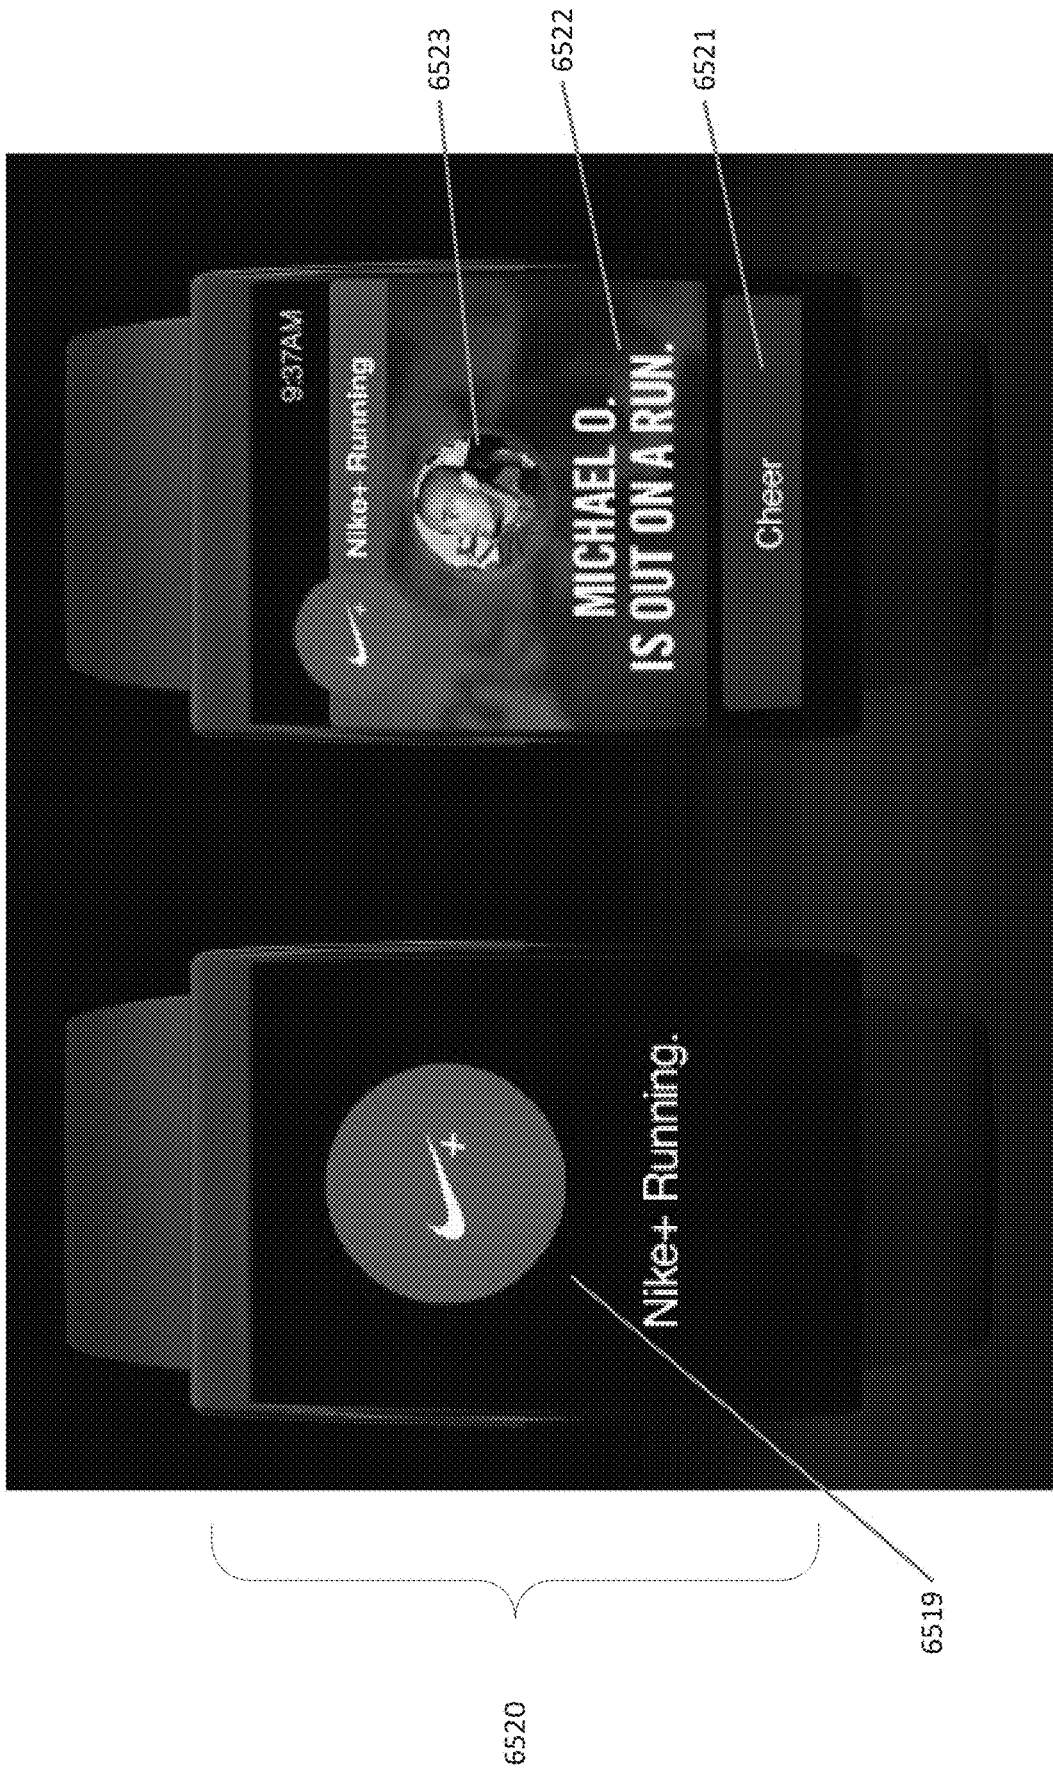 6520
6519
Nike+ Running.
9:37AM
Nike+ Running
MICHAEL O.
IS OUT ON A RUN.
Cheer
6523
6522
6521